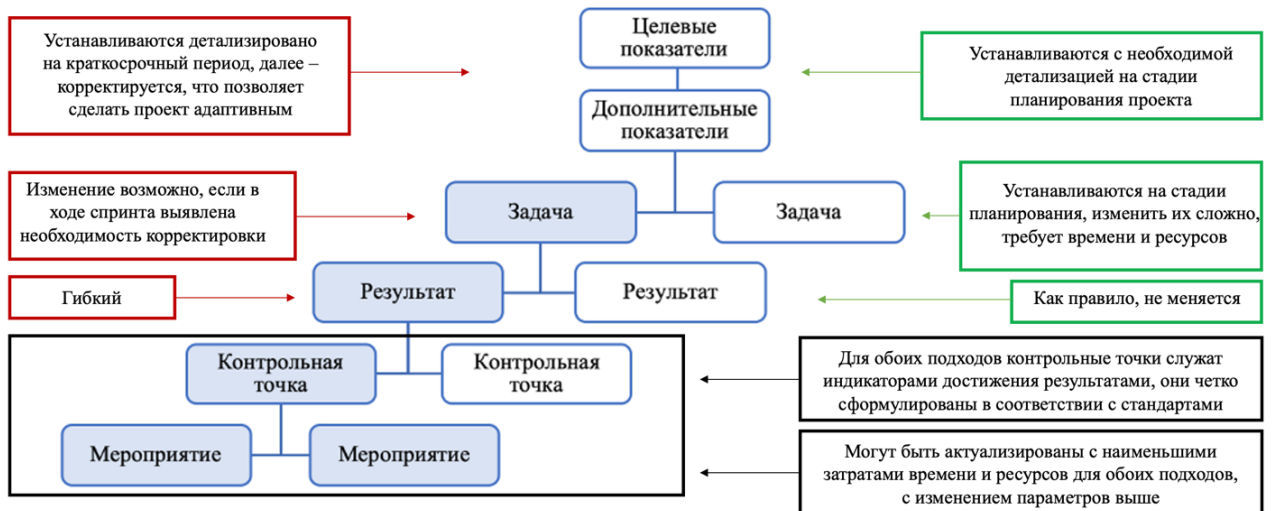 Целевые
показатели
Устанавливаются детализировано
на краткосрочный период, далее –
корректируется, что позволяет
сделать проект адаптивным
Устанавливаются с необходимой
детализацией на стадии
планирования проекта
Дополнительные
показатели
Изменение возможно, если в
ходе спринта выявлена
необходимость корректировки
Задача
Задача
Устанавливаются на стадии
планирования, изменить их сложно,
требует времени и ресурсов
Гибкий
Результат
Результат
Как правило, не меняется
Контрольная
точка
Контрольная
точка
Для обоих подходов контрольные точки служат
индикаторами достижения результатами, они четко
сформулированы в соответствии с стандартами
Мероприятие
Мероприятие
Могут быть актуализированы с наименьшими
затратами времени и ресурсов для обоих подходов,
с изменением параметров выше